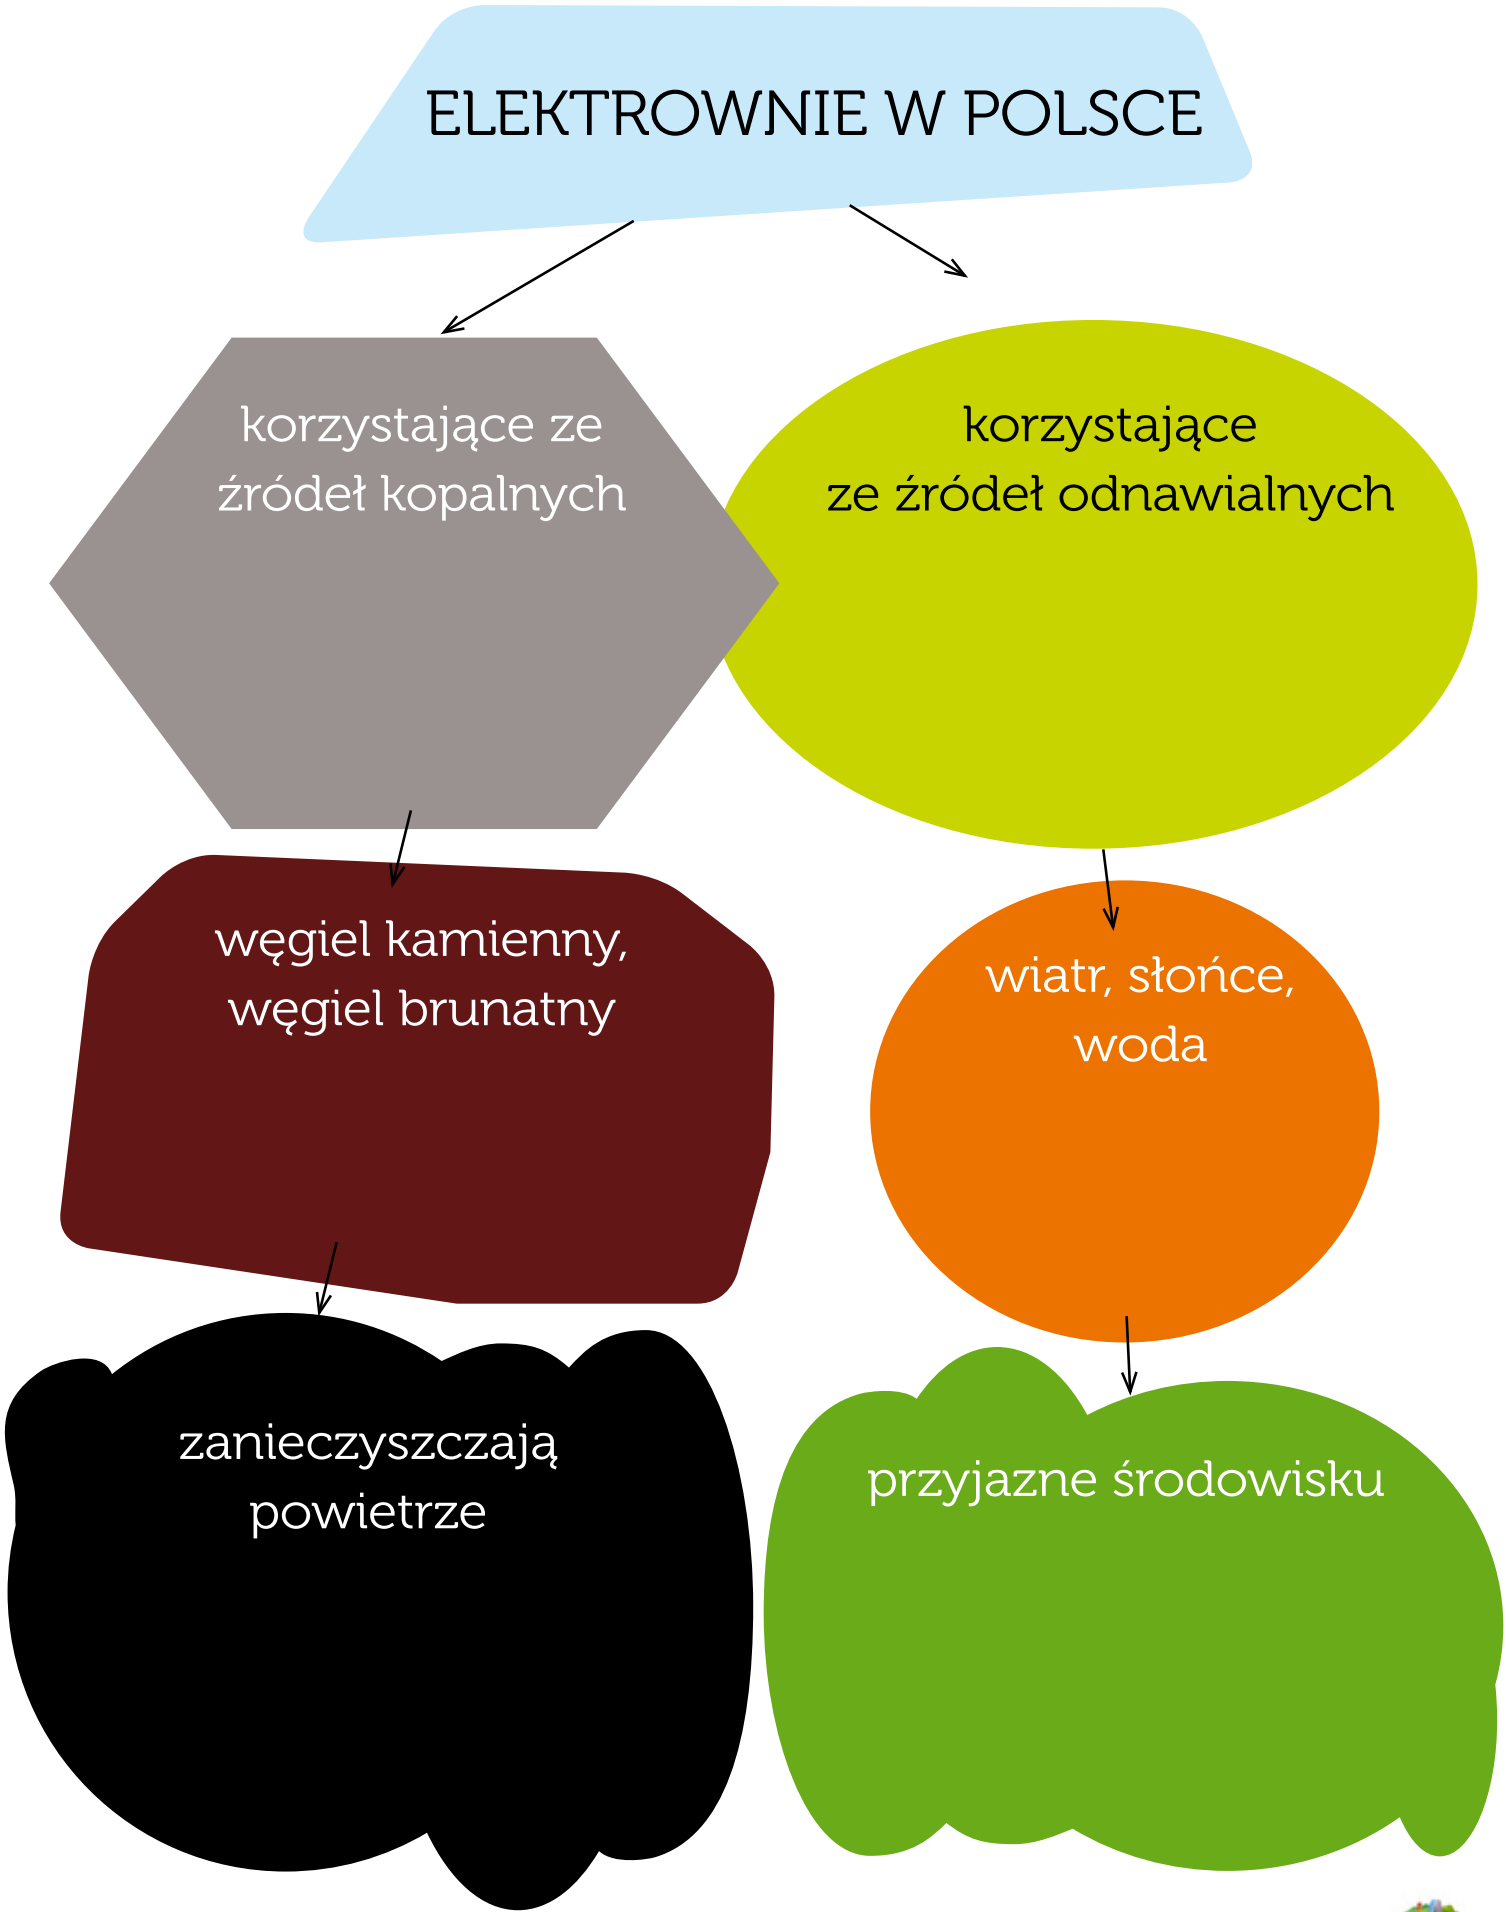 ELEKTROWNIE W POLSCE
korzystające ze
źródeł kopalnych
korzystające
ze źródeł odnawialnych
węgiel kamienny,
węgiel brunatny
wiatr, słońce,
woda
zanieczyszczają
powietrze
przyjazne środowisku